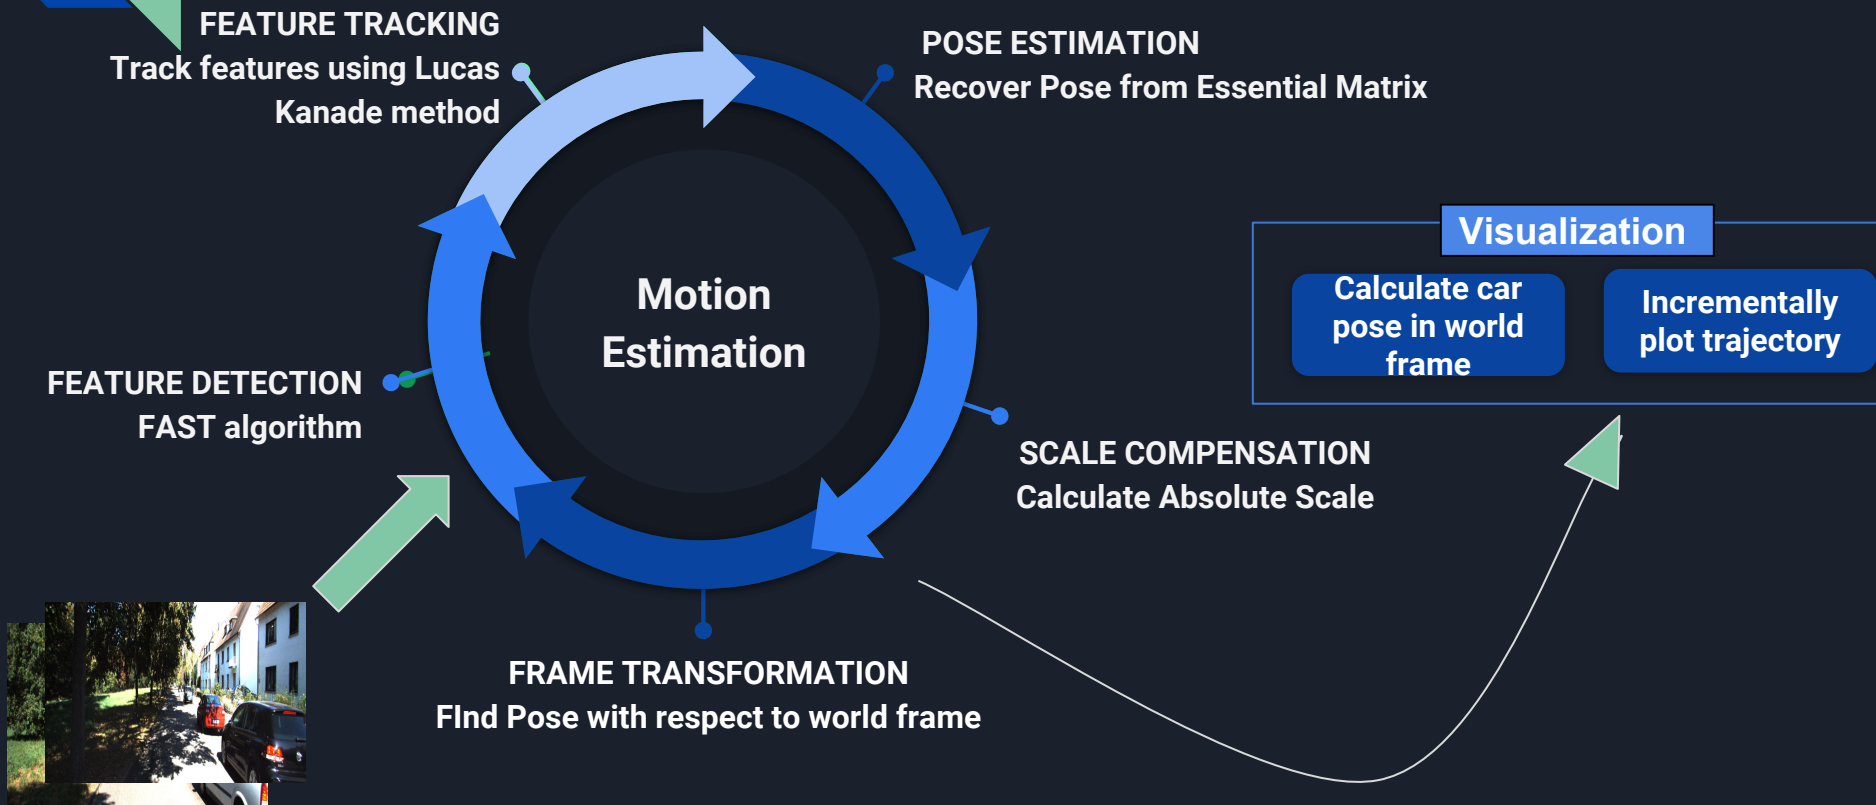 FEATURE TRACKING
Track features using Lucas
Kanade method
POSE ESTIMATION
Recover Pose from Essential Matrix
Motion
Estimation
Visualization
Calculate car
pose in world
frame
Incrementally
plot trajectory
FEATURE DETECTION
FAST algorithm
SCALE COMPENSATION
Calculate Absolute Scale
FRAME TRANSFORMATION
FInd Pose with respect to world frame